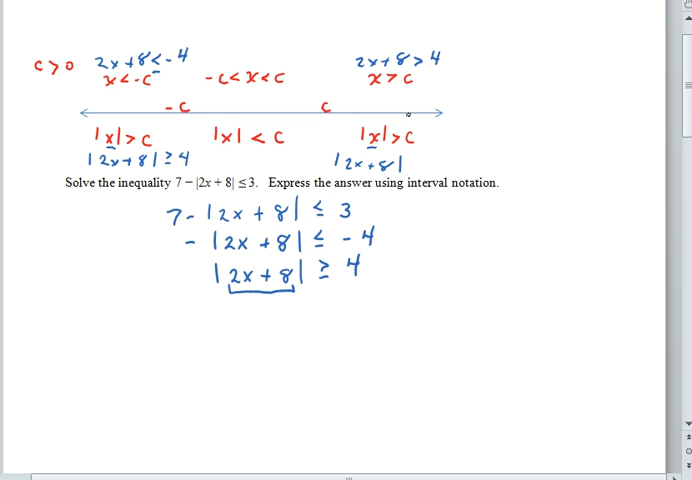 c > 0 2x + 8 < - 4 2x + 8 > 4
x < - c - c < x < c x > c
- c c
|x| > c |x| < c |x| > c
|2x + 8| ≥ 4 |2x + 8|
Solve the inequality 7 − |2x + 8| ≤ 3. Express the answer using interval notation.
7 - |2x + 8| ≤ 3
- |2x + 8| ≤ - 4
|2x + 8| ≥ 4